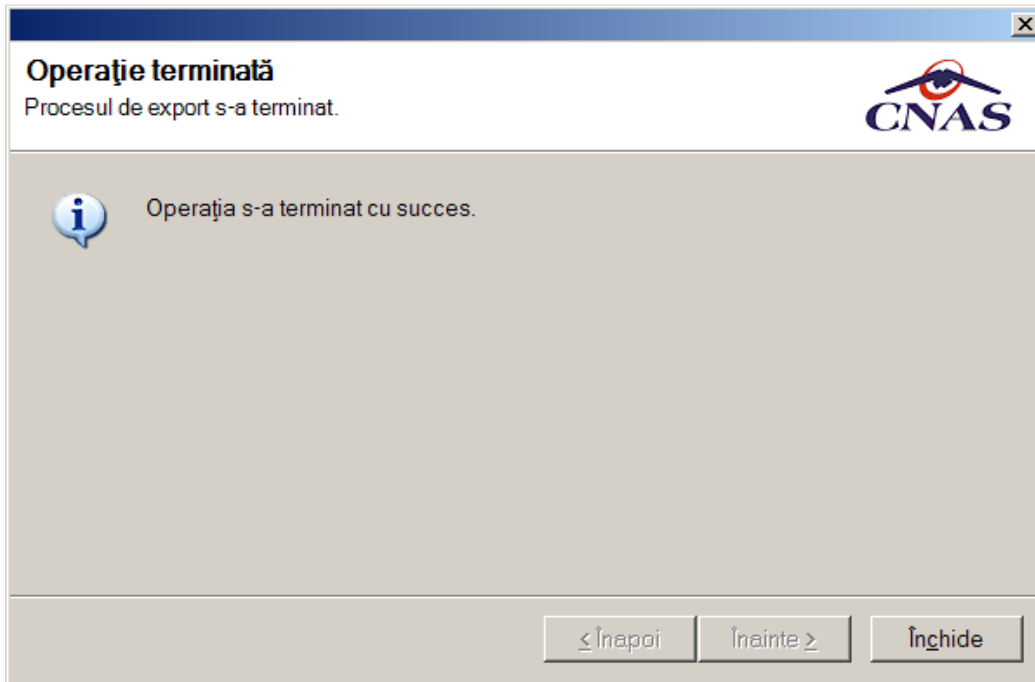 Operaţie terminată
Procesul de export s-a terminat.
CNAS
Operaţia s-a terminat cu succes.
< Înapoi
Înainte >
Închide